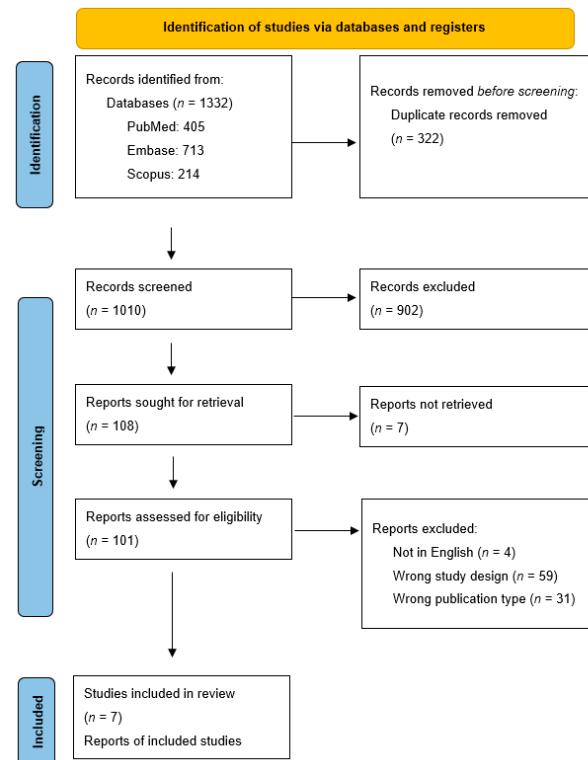 Identification of studies via databases and registers
Identification
Records identified from:
Databases (n = 1332)
PubMed: 405
Embase: 713
Scopus: 214
Records removed before screening:
Duplicate records removed
(n = 322)
Screening
Records screened
(n = 1010)
Records excluded
(n = 902)
Reports sought for retrieval
(n = 108)
Reports not retrieved
(n = 7)
Reports assessed for eligibility
(n = 101)
Reports excluded:
Not in English (n = 4)
Wrong study design (n = 59)
Wrong publication type (n = 31)
Included
Studies included in review
(n = 7)
Reports of included studies